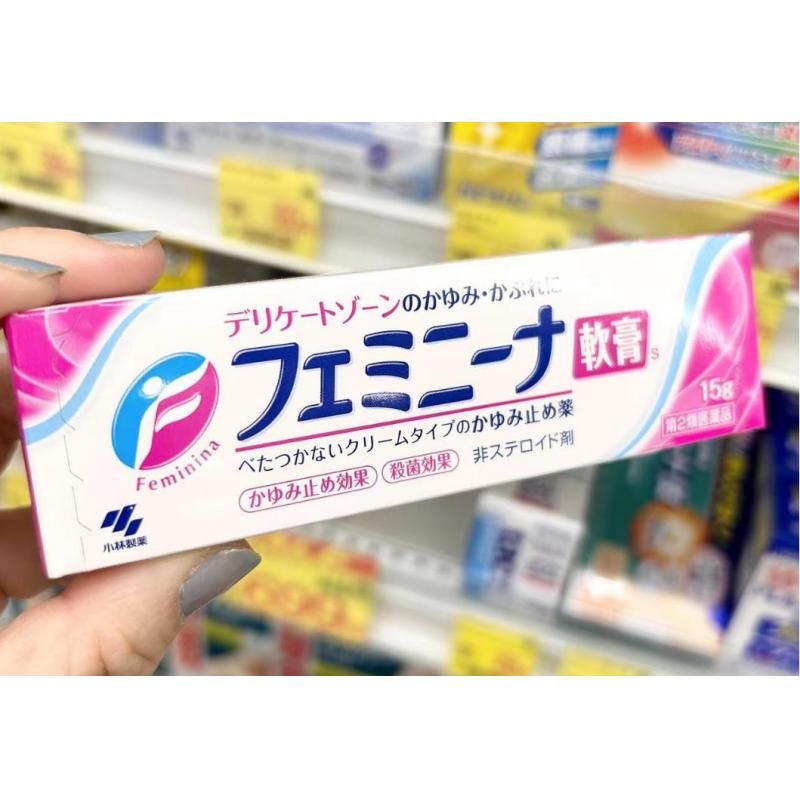 デリケートゾーンのかゆみ・かぶれに
フェミニーナ 軟膏 S
Feminina
べたつかないクリームタイプのかゆみ止め薬
かゆみ止め効果 殺菌効果 非ステロイド剤
15g
第2類医薬品
小林製薬